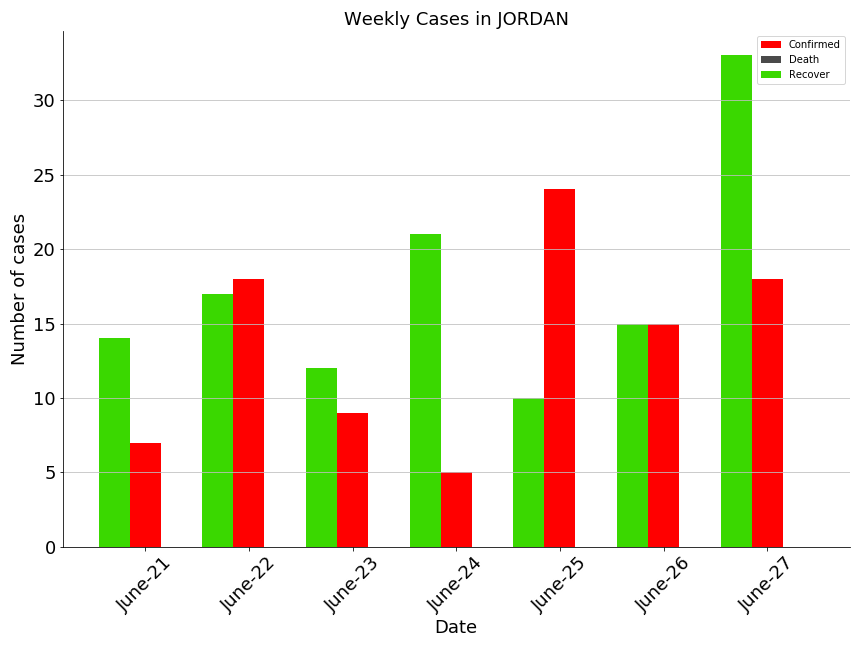 Weekly Cases in JORDAN
Confirmed
Death
Recover
Number of cases
30
25
20
15
10
5
0
June-21
June-22
June-23
June-24
June-25
June-26
June-27
Date